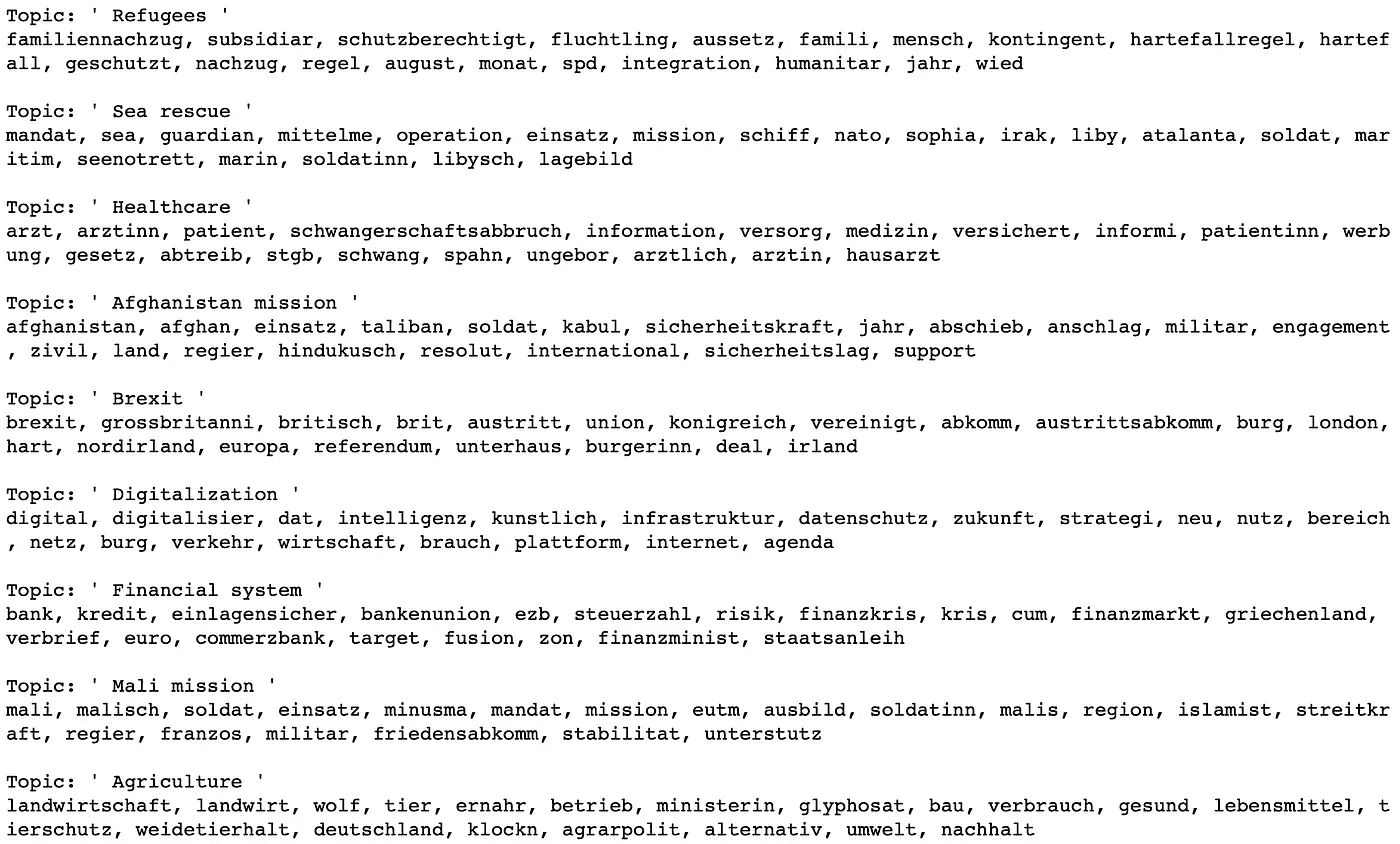 Topic: ' Refugees '
familiennachzug, subsidiar, schutzberechtigt, fluchtling, aussetz, famili, mensch, kontingent, hartefallregel, hartef
all, geschutzt, nachzug, regel, august, monat, spd, integration, humanitar, jahr, wied
Topic: ' Sea rescue '
mandat, sea, guardian, mittelme, operation, einsatz, mission, schiff, nato, sophia, irak, liby, atalanta, soldat, mar
itim, seenotrett, marin, soldatinn, libysch, lagebild
Topic: ' Healthcare '
arzt, arztinn, patient, schwangerschaftsabbruch, information, versorg, medizin, versichert, informi, patientinn, werb
ung, gesetz, abtreib, stgb, schwang, spahn, ungebor, arztlich, arztin, hausarzt
Topic: ' Afghanistan mission '
afghanistan, afghan, einsatz, taliban, soldat, kabul, sicherheitskraft, jahr, abschieb, anschlag, militar, engagement
, zivil, land, regier, hindukusch, resolut, international, sicherheitslag, support
Topic: ' Brexit '
brexit, grossbritanni, britisch, brit, austritt, union, konigreich, vereinigt, abkomm, austrittsabkomm, burg, london,
hart, nordirland, europa, referendum, unterhaus, burgerinn, deal, irland
Topic: ' Digitalization '
digital, digitalisier, dat, intelligenz, kunstlich, infrastruktur, datenschutz, zukunft, strategi, neu, nutz, bereich
, netz, burg, verkehr, wirtschaft, brauch, plattform, internet, agenda
Topic: ' Financial system '
bank, kredit, einlagensicher, bankenunion, ezb, steuerzahl, risik, finanzkris, kris, cum, finanzmarkt, griechenland,
verbrief, euro, commerzbank, target, fusion, zon, finanzminist, staatsanleih
Topic: ' Mali mission '
mali, malisch, soldat, einsatz, minusma, mandat, mission, eutm, ausbild, soldatinn, malis, region, islamist, streitkr
aft, regier, franzos, militar, friedensabkomm, stabilitat, unterstutz
Topic: ' Agriculture '
landwirtschaft, landwirt, wolf, tier, ernahr, betrieb, ministerin, glyphosat, bau, verbrauch, gesund, lebensmittel, t
ierschutz, weidetierhalt, deutschland, klockn, agrarpolit, alternativ, umwelt, nachhalt